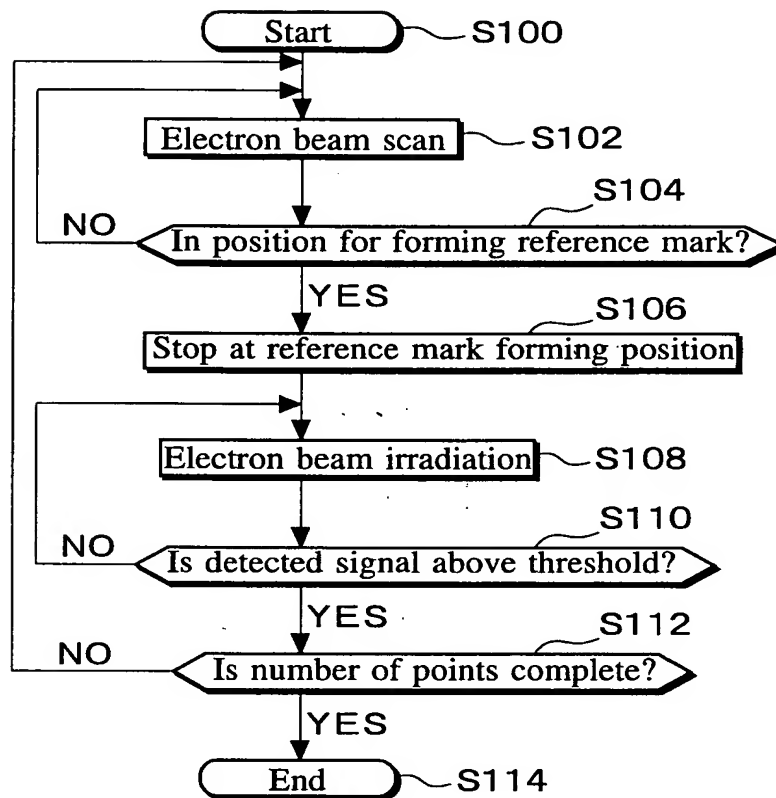 Start
S100
Electron beam scan
S102
S104
NO
In position for forming reference mark?
YES
S106
Stop at reference mark forming position
Electron beam irradiation
S108
S110
NO
Is detected signal above threshold?
YES
S112
NO
Is number of points complete?
YES
End
S114